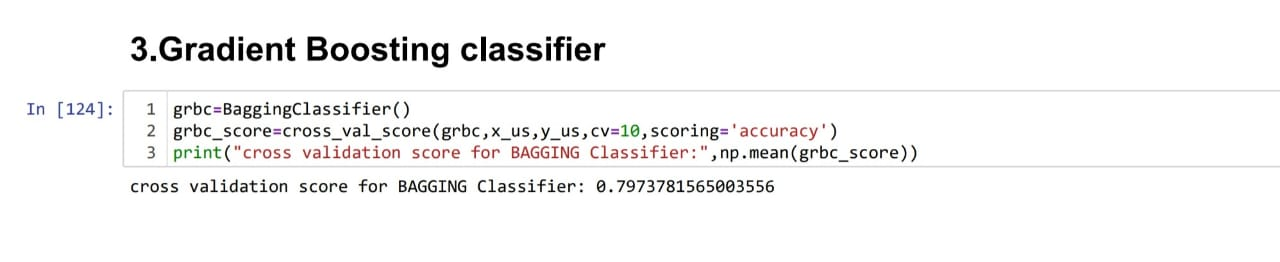 3.Gradient Boosting classifier
In [124]:
1 grbc=BaggingClassifier()
2 grbc_score=cross_val_score(grbc,x_us,y_us,cv=10,scoring='accuracy')
3 print("cross validation score for BAGGING Classifier:",np.mean(grbc_score))
cross validation score for BAGGING Classifier: 0.7973781565003556